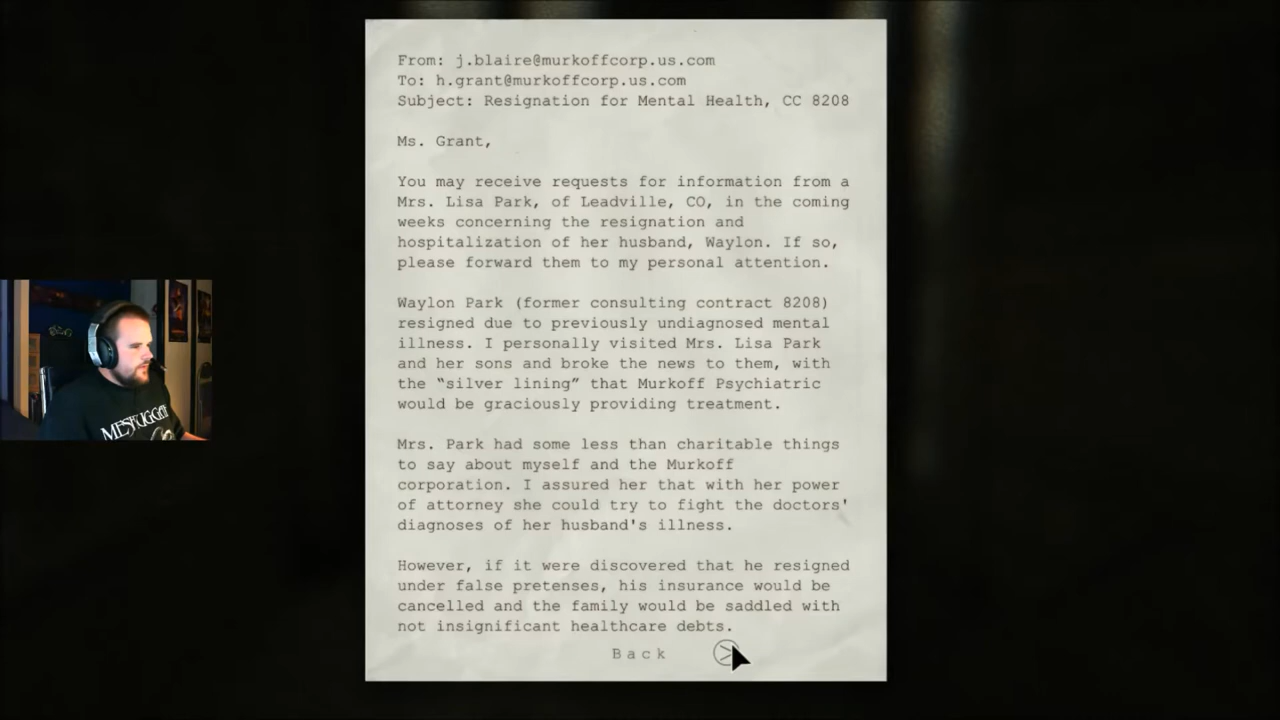 From: j.blaire@murkoffcorp.us.com
To: h.grant@murkoffcorp.us.com
Subject: Resignation for Mental Health, CC 8208
Ms. Grant,
You may receive requests for information from a
Mrs. Lisa Park, of Leadville, CO, in the coming
weeks concerning the resignation and
hospitalization of her husband, Waylon. If so,
please forward them to my personal attention.
Waylon Park (former consulting contract 8208)
resigned due to previously undiagnosed mental
illness. I personally visited Mrs. Lisa Park
and her sons and broke the news to them, with
the “silver lining” that Murkoff Psychiatric
would be graciously providing treatment.
Mrs. Park had some less than charitable things
to say about myself and the Murkoff
corporation. I assured her that with her power
of attorney she could try to fight the doctors'
diagnoses of her husband's illness.
However, if it were discovered that he resigned
under false pretenses, his insurance would be
cancelled and the family would be saddled with
not insignificant healthcare debts.
Back >
MESHUGGAH